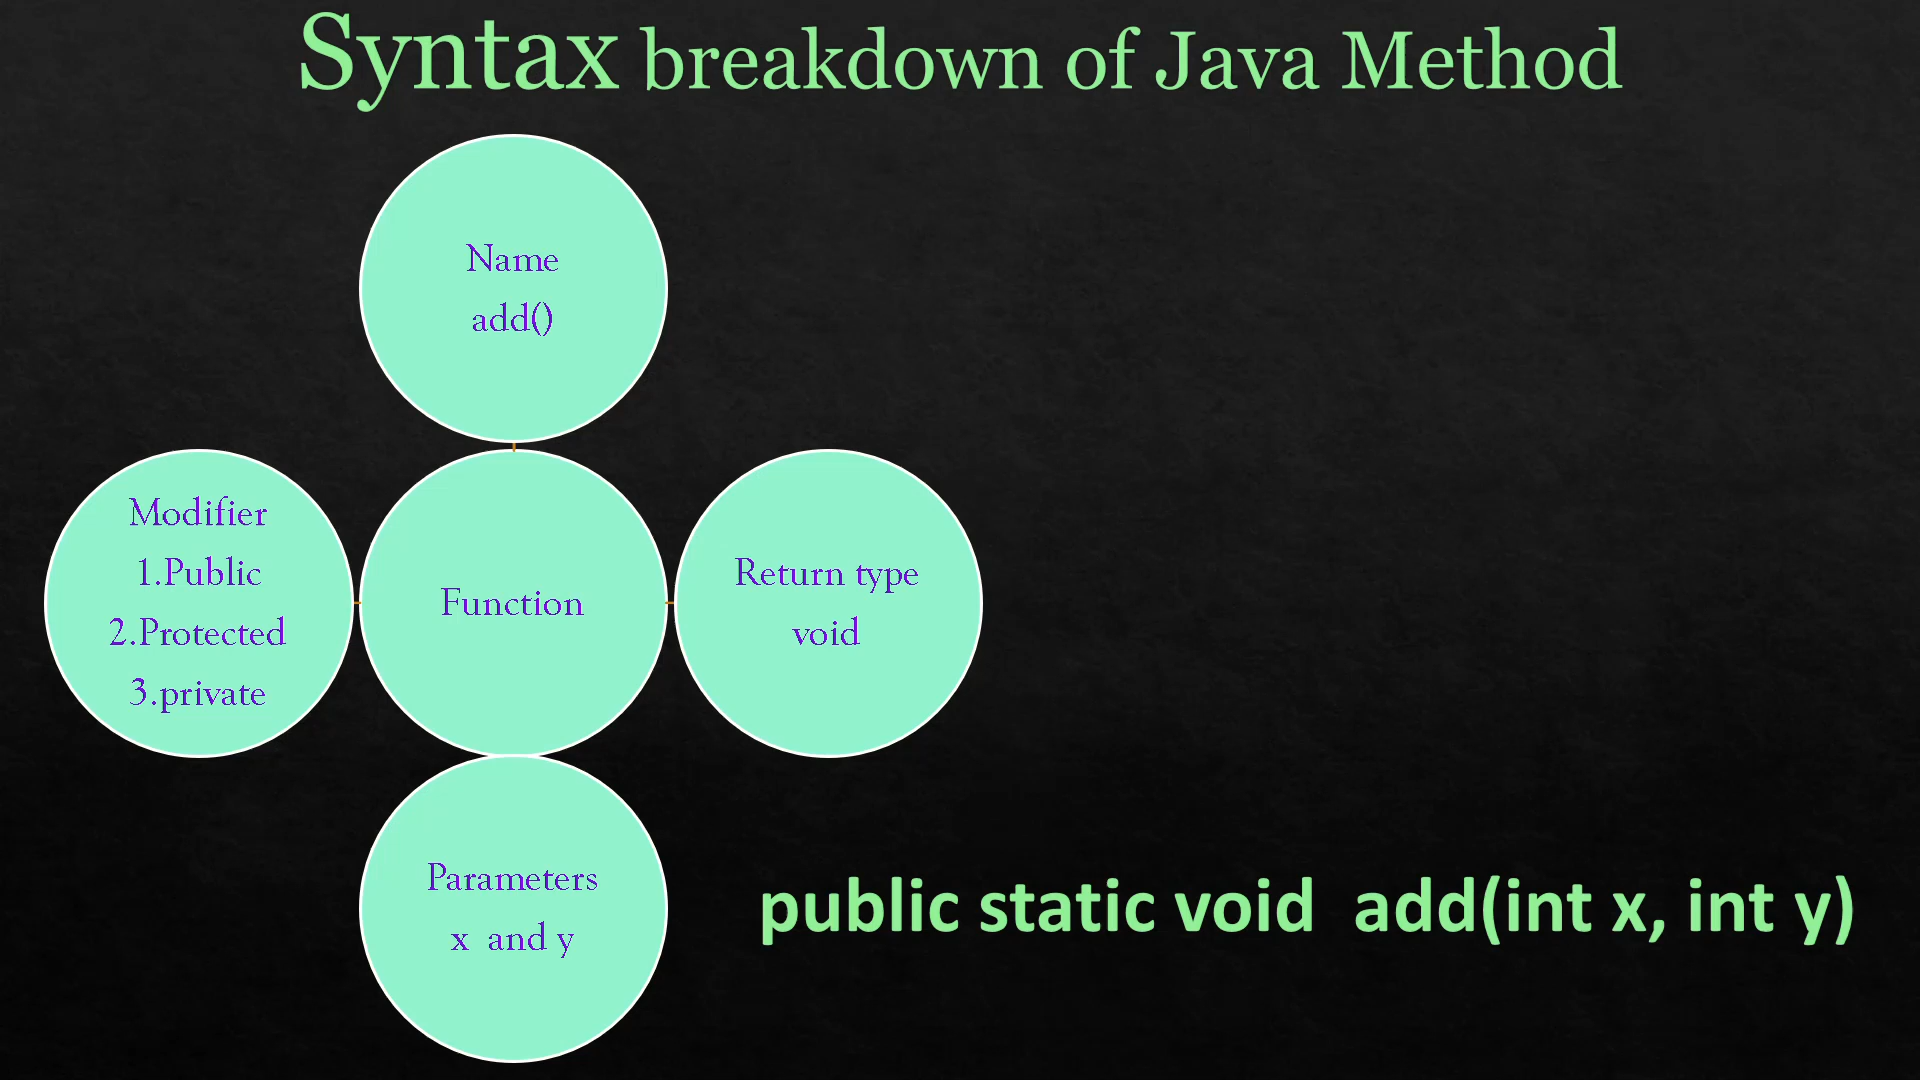 Syntax breakdown of Java Method
Name
add()
Modifier
1.Public
2.Protected
3.private
Function
Return type
void
Parameters
x and y
public static void add(int x, int y)